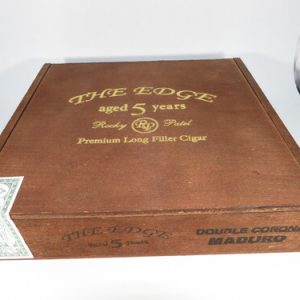 THE EDGE
aged 5 years
Rocky RP Patel
Premium Long Filler Cigar
THE EDGE
aged 5 years
DOUBLE CORONA
MADURO